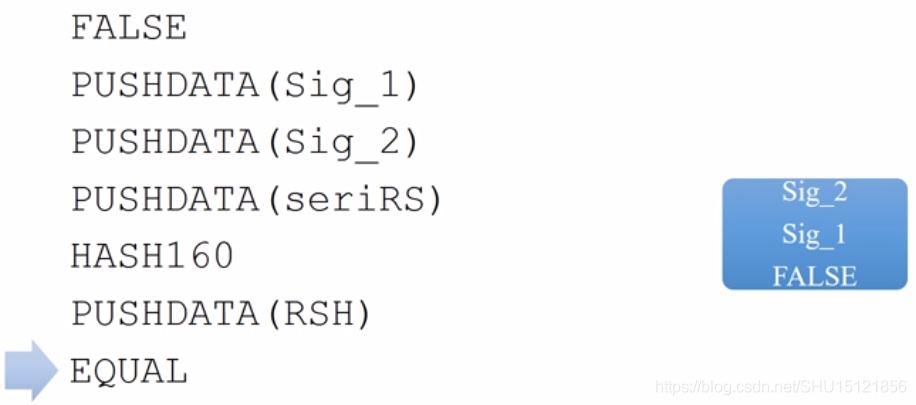 FALSE
PUSHDATA(Sig_1)
PUSHDATA(Sig_2)
PUSHDATA(seriRS)
HASH160
PUSHDATA(RSH)
EQUAL
Sig_2
Sig_1
FALSE
https://blog.csdn.net/SHU15121856